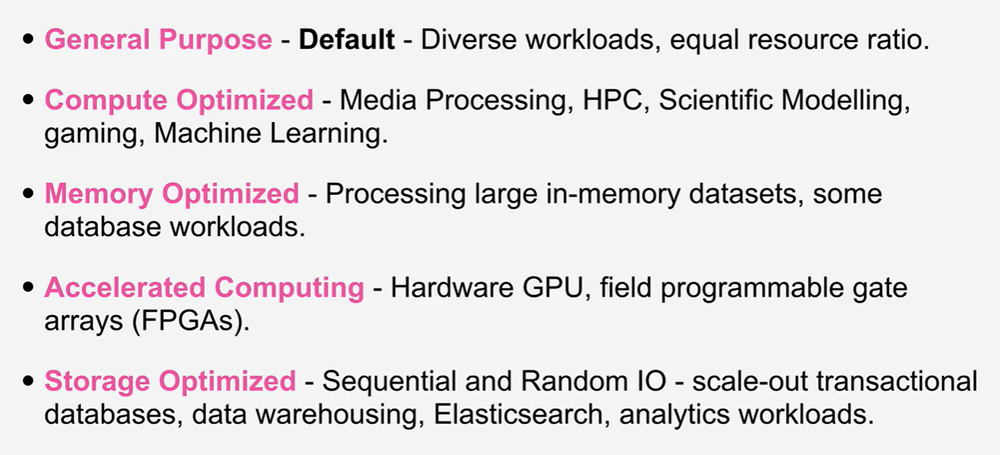 • General Purpose - Default - Diverse workloads, equal resource ratio.
• Compute Optimized - Media Processing, HPC, Scientific Modelling,
gaming, Machine Learning.
• Memory Optimized - Processing large in-memory datasets, some
database workloads.
• Accelerated Computing - Hardware GPU, field programmable gate
arrays (FPGAs).
• Storage Optimized - Sequential and Random IO - scale-out transactional
databases, data warehousing, Elasticsearch, analytics workloads.